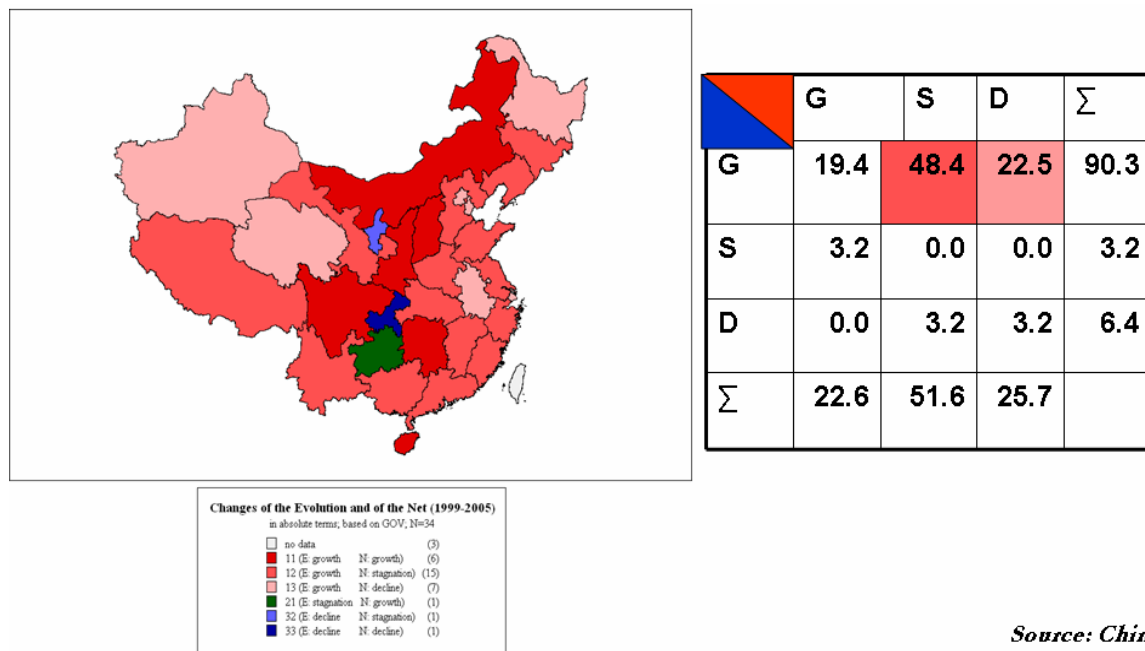 G S D ∑
G 19.4 48.4 22.5 90.3
S 3.2 0.0 0.0 3.2
D 0.0 3.2 3.2 6.4
∑ 22.6 51.6 25.7
Changes of the Evolution and of the Net (1999-2005)
in absolute terms; based on GOV; N=34
no data (3)
11 (E: growth N: growth) (6)
12 (E: growth N: stagnation) (15)
13 (E: growth N: decline) (7)
21 (E: stagnation N: growth) (1)
32 (E: decline N: stagnation) (1)
33 (E: decline N: decline) (1)
Source: Chin